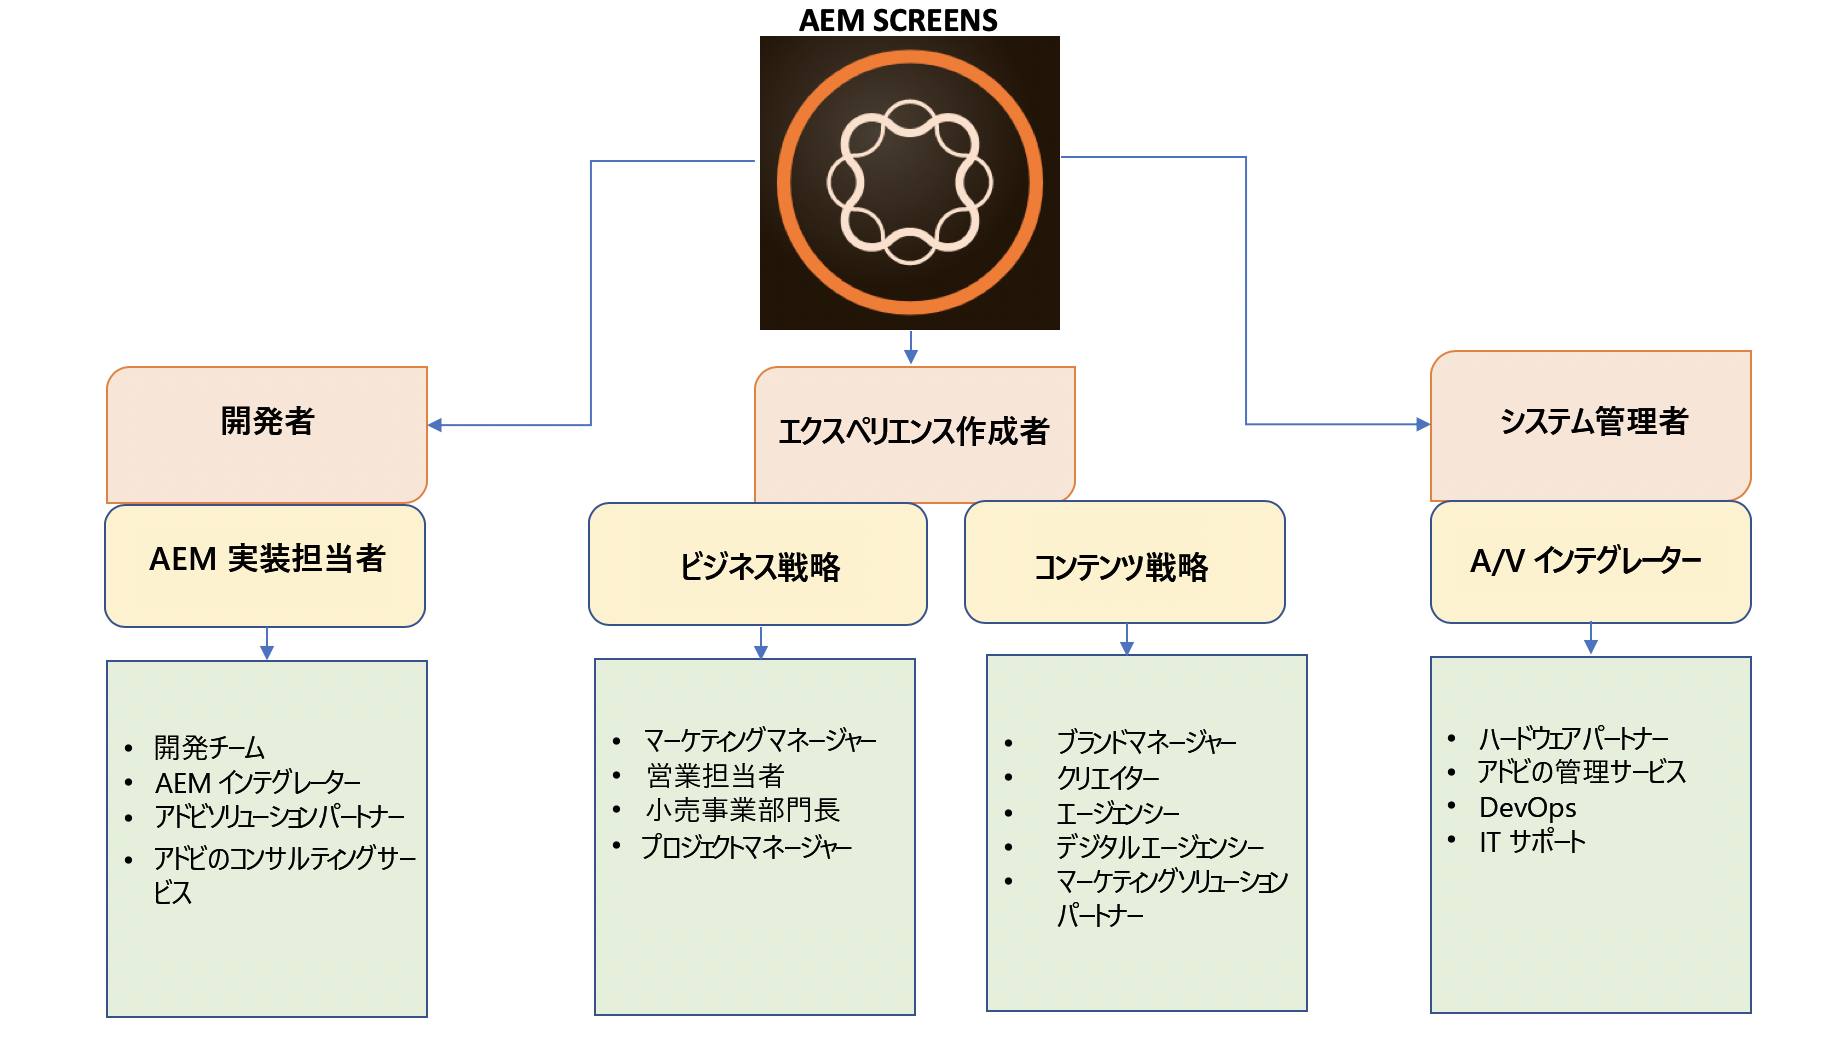 AEM SCREENS
開発者
エクスペリエンス作成者
システム管理者
AEM 実装担当者
ビジネス戦略
コンテンツ戦略
A/V インテグレーター
• 開発チーム
• AEM インテグレーター
• アドビソリューションパートナー
• アドビのコンサルティングサー
ビス
• マーケティングマネージャー
• 営業担当者
• 小売事業部門長
• プロジェクトマネージャー
• ブランドマネージャー
• クリエイター
• エージェンシー
• デジタルエージェンシー
• マーケティングソリューション
パートナー
• ハードウェアパートナー
• アドビの管理サービス
• DevOps
• IT サポート